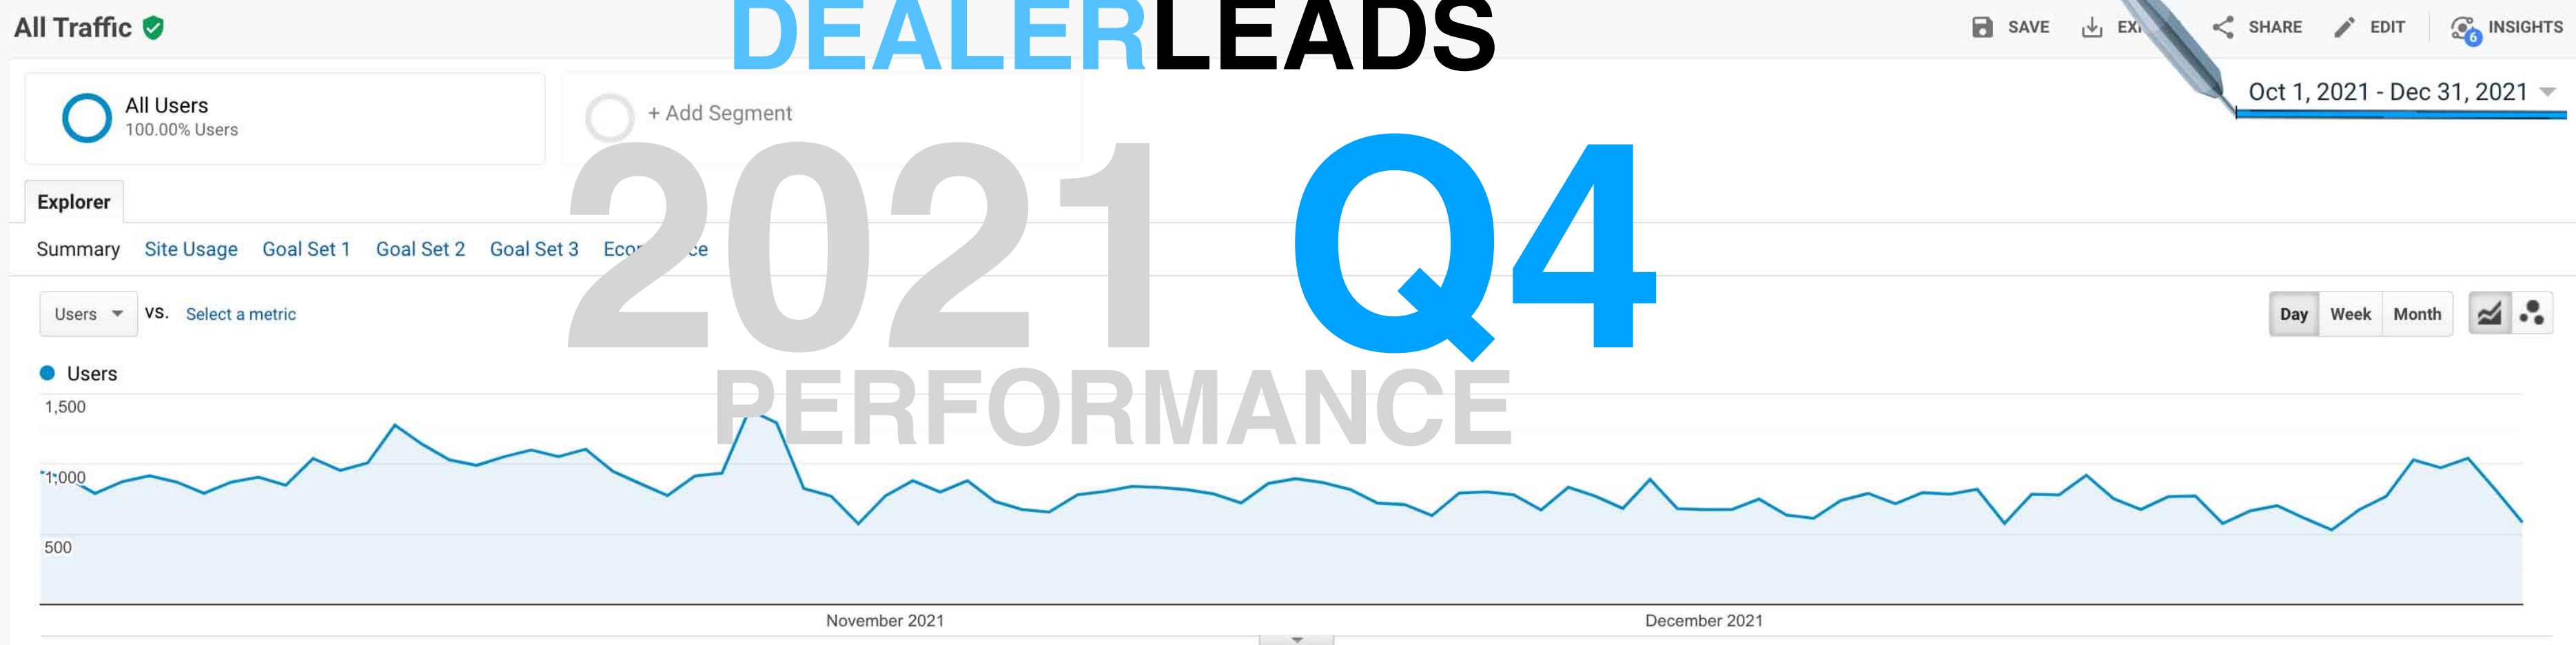 DEALERLEADS
All Traffic
SAVE
SHARE
EDIT
6
INSIGHTS
All Users
100.00% Users
+ Add Segment
Oct 1, 2021 - Dec 31, 2021
2021 Q4
PERFORMANCE
Explorer
Summary Site Usage Goal Set 1 Goal Set 2 Goal Set 3
Users VS. Select a metric
Day Week Month
Users
1,500
1,000
500
November 2021 December 2021